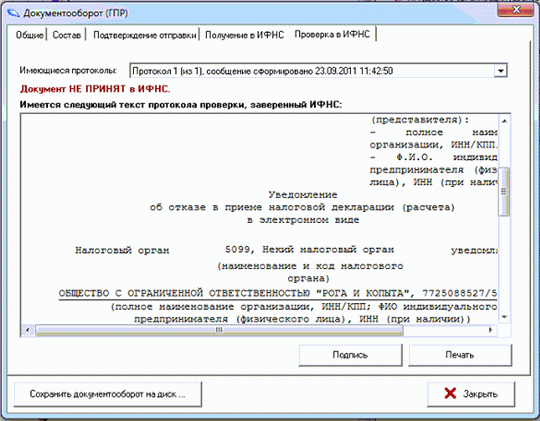 Документооборот (ГПР)
Общие Состав Подтверждение отправки Получение в ИФНС Проверка в ИФНС
Имеющиеся протоколы: Протокол 1 (из 1), сообщение сформировано 23.09.2011 11:42:50
Документ НЕ ПРИНЯТ в ИФНС.
Имеется следующий текст протокола проверки, заверенный ИФНС:
(представителя):
- полное наим
организации, ИНН/КПП
- Ф.И.О. индивид
предпринимателя (физ
лица), ИНН (при налич
Уведомление
об отказе в приеме налоговой декларации (расчета)
в электронном виде
Налоговый орган 5099, Некий налоговый орган уведомл
(наименование и код налогового
органа)
ОБЩЕСТВО С ОГРАНИЧЕННОЙ ОТВЕТСТВЕННОСТЬЮ "РОГА И КОПЫТА", 7725088527/5
(полное наименование организации, ИНН/КПП; ФИО индивидуального
предпринимателя (физического лица), ИНН (при наличии))
Подпись Печать
Сохранить документооборот на диск ... Закрыть